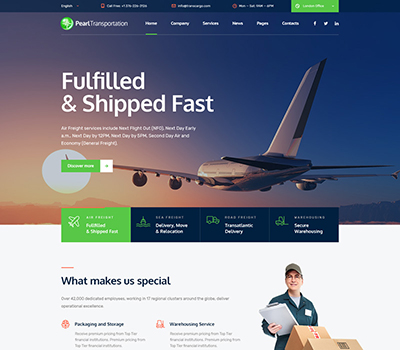 English
Call Free: +1 374-326-3106
info@transcargo.com
Mon – Sat: 9AM – 6PM
London Office
PearlTransportation
Home Company Services News Pages Contacts
Fulfilled
& Shipped Fast
Air Freight services include Next Flight Out (NFO), Next Day Early
a.m., Next Day by 12PM, Next Day by 5PM, Second Day Air and
Economy (General Freight).
Discover more
AIR FREIGHT
Fulfilled
& Shipped Fast
SEA FREIGHT
Delivery, Move
& Relocation
ROAD FREIGHT
Transatlantic
Delivery
WAREHOUSING
Secure
Warehousing
What makes us special
Over 62,000 dedicated employees, working in 17 regional clusters around the globe, deliver
operational excellence.
Packaging and Storage
Receive premium pricing from Top Tier
financial institutions. Premium pricing from
Top Tier financial institutions.
Warehousing Service
Receive premium pricing from Top Tier
financial institutions. Premium pricing from
Top Tier financial institutions.